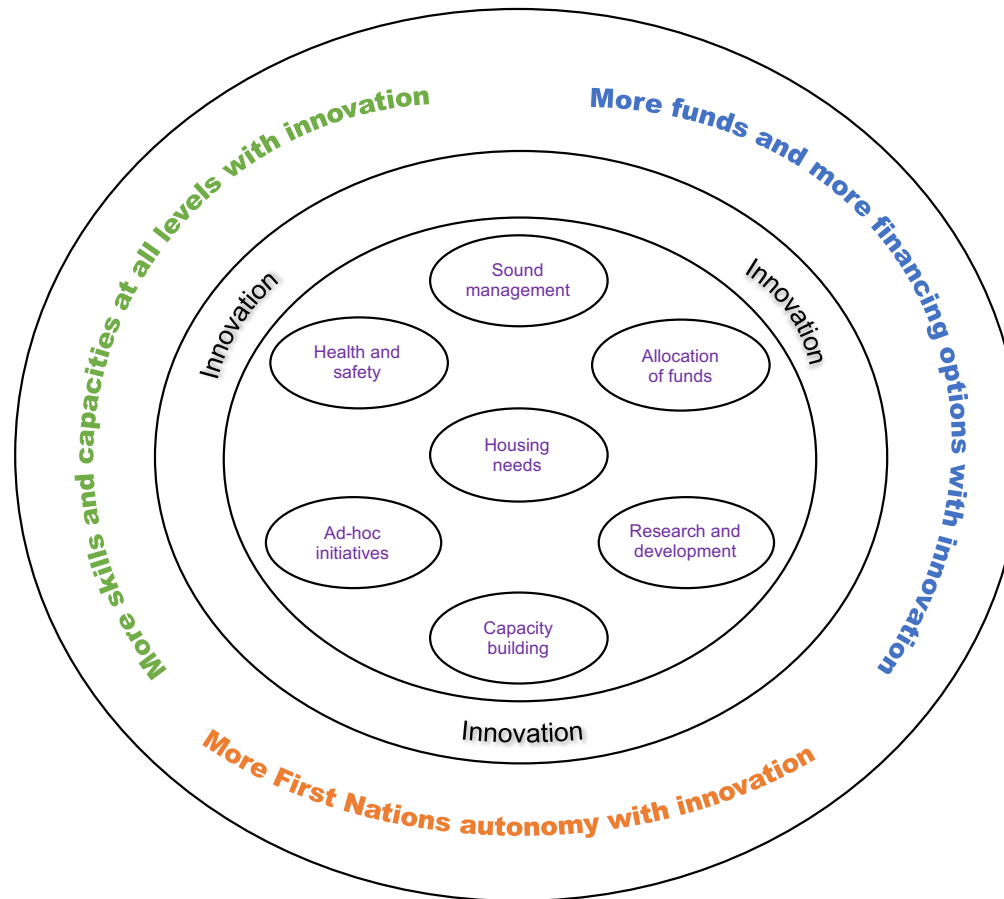 More skills and capacities at all levels with innovation
More funds and more financing options with innovation
More First Nations autonomy with innovation
Innovation
Innovation
Innovation
Sound
management
Health and
safety
Allocation
of funds
Housing
needs
Ad-hoc
initiatives
Research and
development
Capacity
building